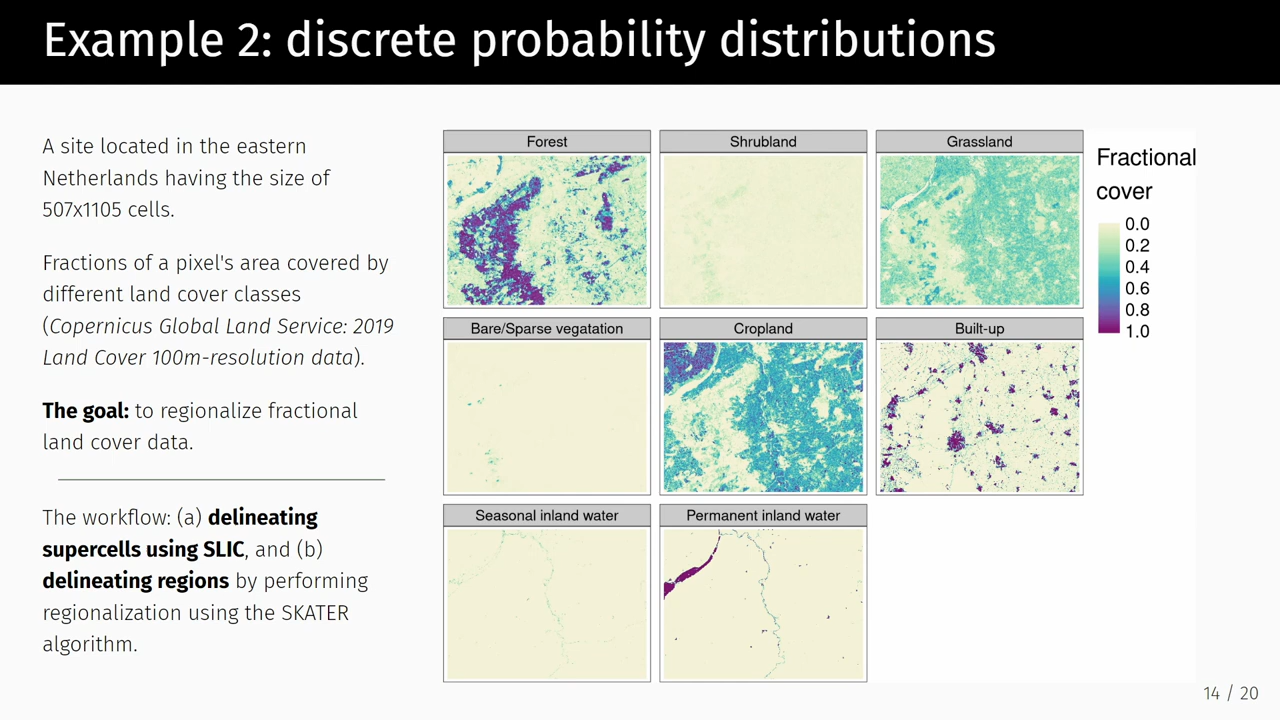 Example 2: discrete probability distributions
A site located in the eastern
Netherlands having the size of
507x1105 cells.
Fractions of a pixel's area covered by
different land cover classes
(Copernicus Global Land Service: 2019
Land Cover 100m-resolution data).
The goal: to regionalize fractional
land cover data.
The workflow: (a) delineating
supercells using SLIC, and (b)
delineating regions by performing
regionalization using the SKATER
algorithm.
Forest
Shrubland
Grassland
Bare/Sparse vegatation
Cropland
Built-up
Seasonal inland water
Permanent inland water
Fractional
cover
0.0
0.2
0.4
0.6
0.8
1.0
14 / 20